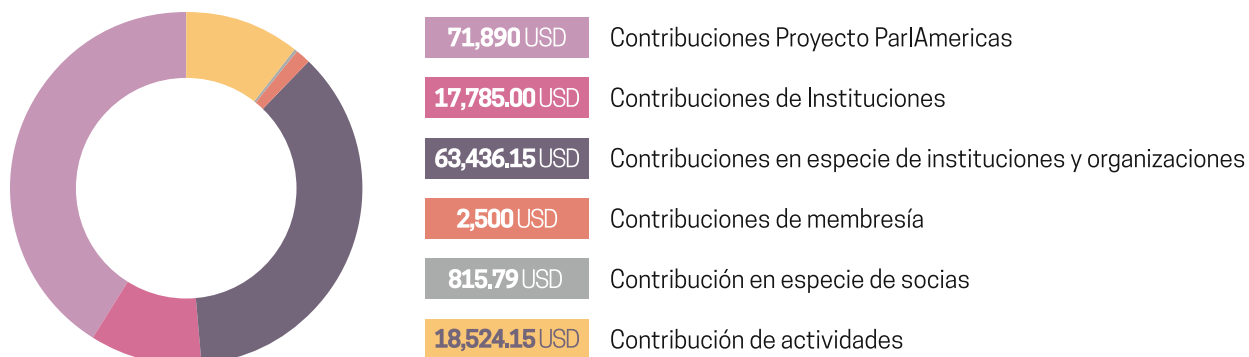 71,890 USD Contribuciones Proyecto ParlAmericas
17,785.00 USD Contribuciones de Instituciones
63,436.15 USD Contribuciones en especie de instituciones y organizaciones
2,500 USD Contribuciones de membresía
815.79 USD Contribución en especie de socias
18,524.15 USD Contribución de actividades